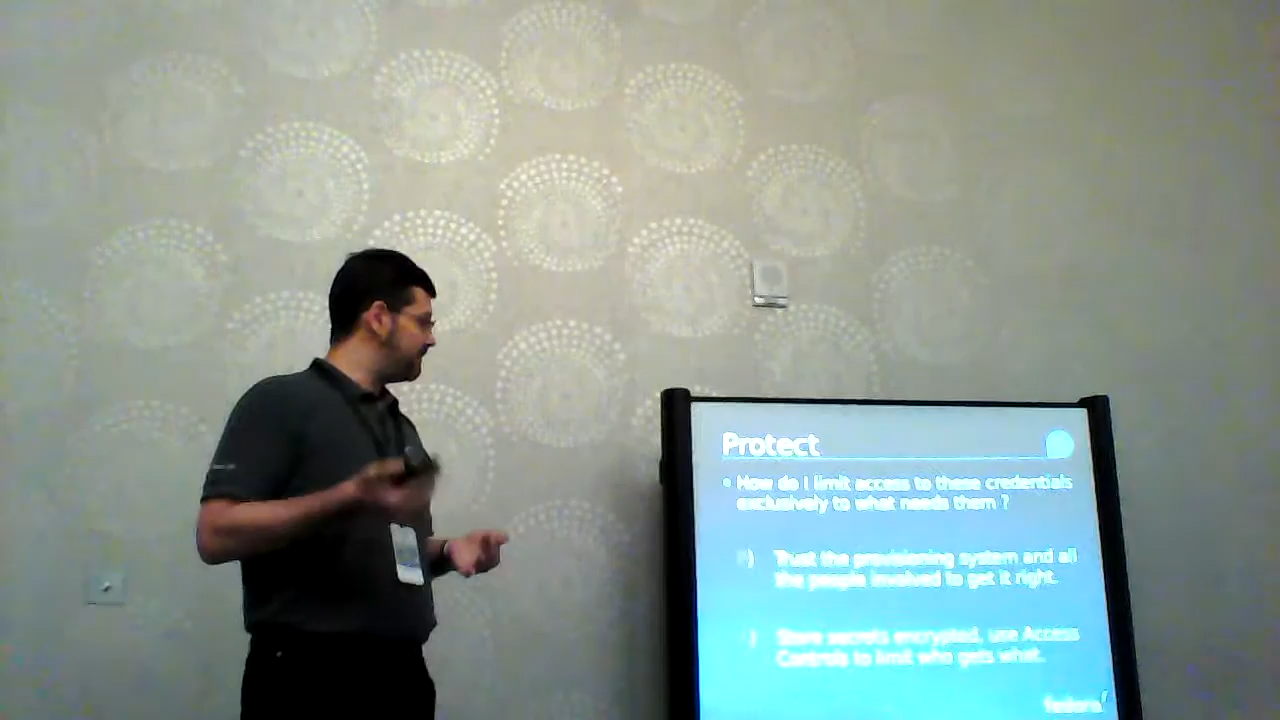 Protect
How do I limit access to these credentials
exclusively to what needs them ?
Trust the provisioning system and all
the people involved to get it right.
Store secrets encrypted, use Access
Controls to limit who gets what.
fedora